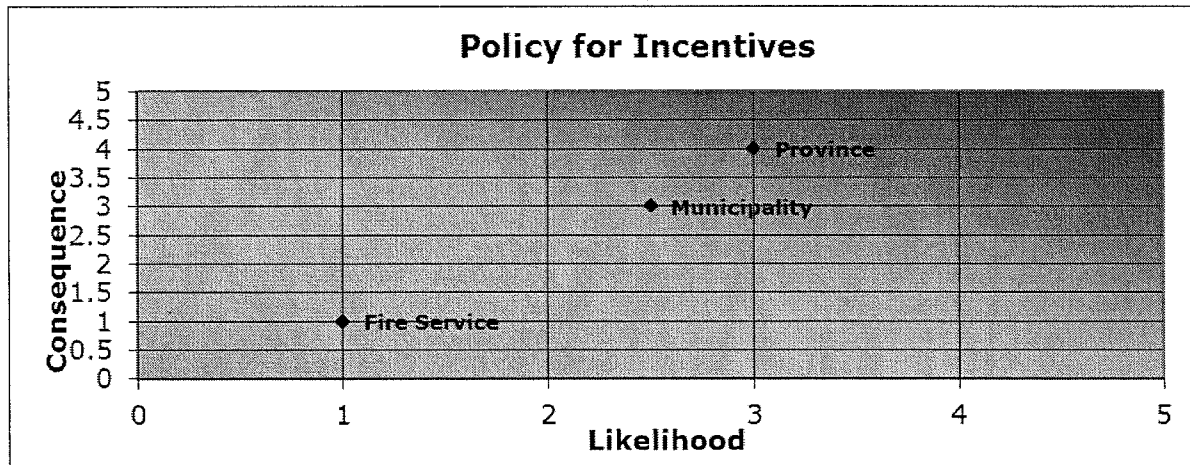 Policy for Incentives
Consequence
5
4.5
4
3.5
3
2.5
2
1.5
1
0.5
0
Province
Municipality
Fire Service
0 1 2 3 4 5
Likelihood